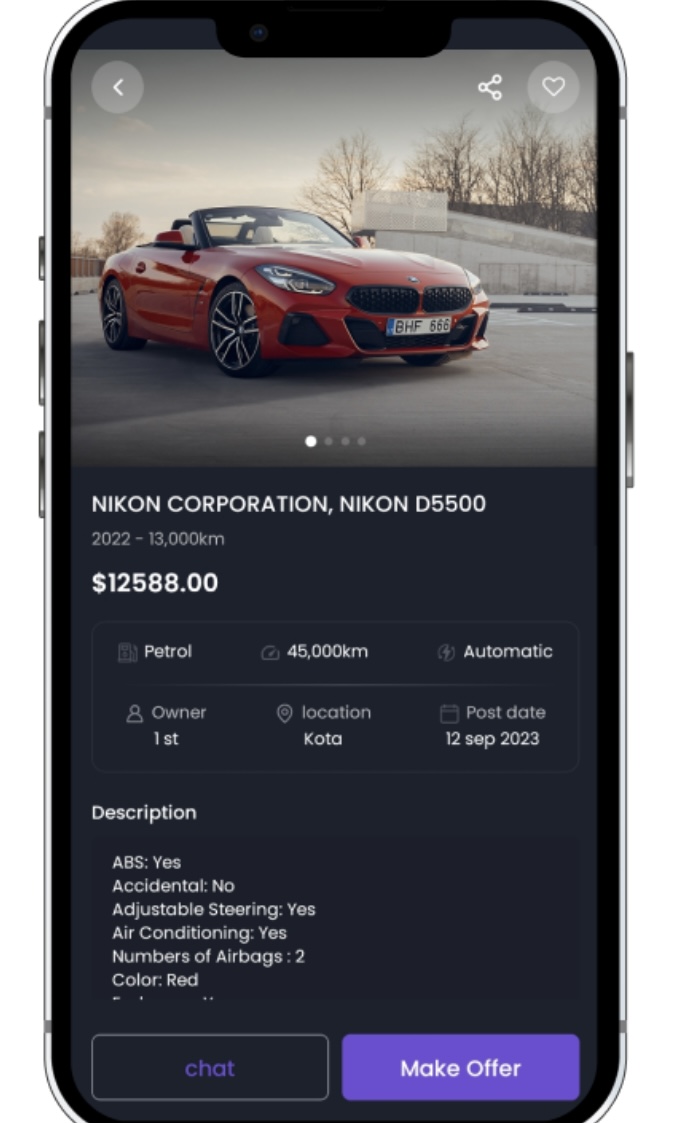 BHF 666
NIKON CORPORATION, NIKON D5500
2022 - 13,000km
$12588.00
Petrol 45,000km Automatic
Owner location Post date
1 st Kota 12 sep 2023
Description
ABS: Yes
Accidental: No
Adjustable Steering: Yes
Air Conditioning: Yes
Numbers of Airbags : 2
Color: Red
chat Make Offer